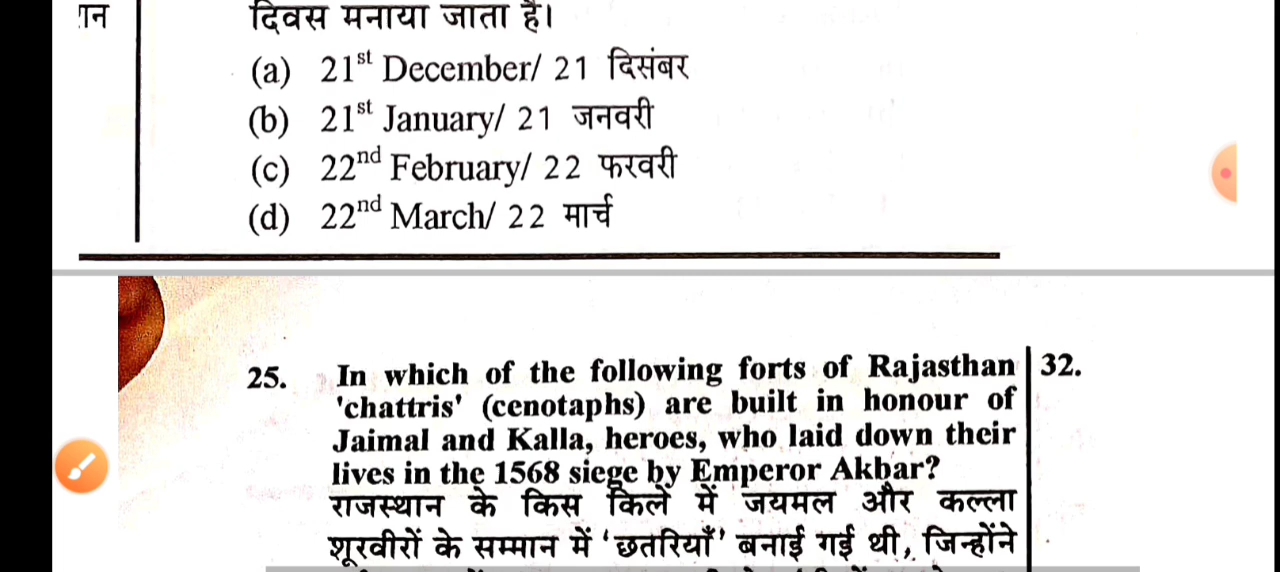 ान
दिवस मनाया जाता है।
(a) 21st December/ 21 दिसंबर
(b) 21st January/ 21 जनवरी
(c) 22nd February/ 22 फरवरी
(d) 22nd March/ 22 मार्च
25. In which of the following forts of Rajasthan 32.
'chattris' (cenotaphs) are built in honour of
Jaimal and Kalla, heroes, who laid down their
lives in the 1568 siege by Emperor Akbar?
राजस्थान के किस किले में जयमल और कल्ला
शूरवीरों के सम्मान में ‘छतरियाँ’ बनाई गई थी, जिन्होंने